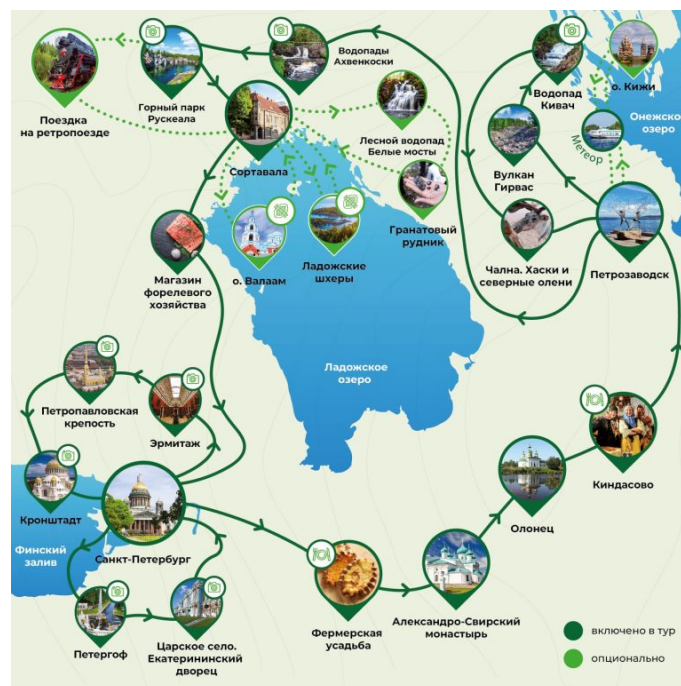 Поездка
на ретропоезде
Горный парк
Рускеала
Водопады
Ахвенкоски
Водопад
Кивач
о. Кижи
Онежское
озеро
Метеор
Лесной водопад
Белые мосты
Вулкан
Гирвас
Сортавала
Гранатовый
рудник
Чална. Хаски и
северные олени
Петрозаводск
Магазин
форелевого
хозяйства
о. Валаам
Ладожские
шхеры
Ладожское
озеро
Петропавловская
крепость
Эрмитаж
Киндасово
Кронштадт
Олонец
Финский
залив
Санкт-Петербург
Александро-Свирский
монастырь
Фермерская
усадьба
Петергоф
Царское село.
Екатерининский
дворец
включено в тур
опционально